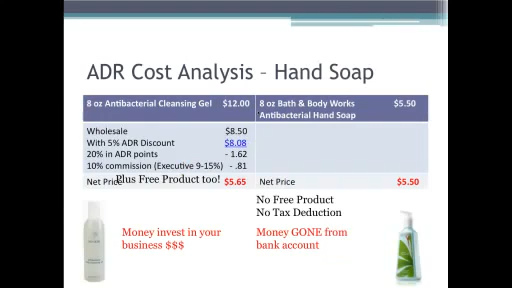 ADR Cost Analysis – Hand Soap
8 oz Antibacterial Cleansing Gel $12.00
8 oz Bath & Body Works $5.50
Antibacterial Hand Soap
Wholesale $8.50
With 5% ADR Discount $8.08
20% in ADR points - 1.62
10% commission (Executive 9-15%) - .81
Plus Free Product too!
Net Price $5.65
Net Price $5.50
No Free Product
No Tax Deduction
Money invest in your
business $$$
Money GONE from
bank account